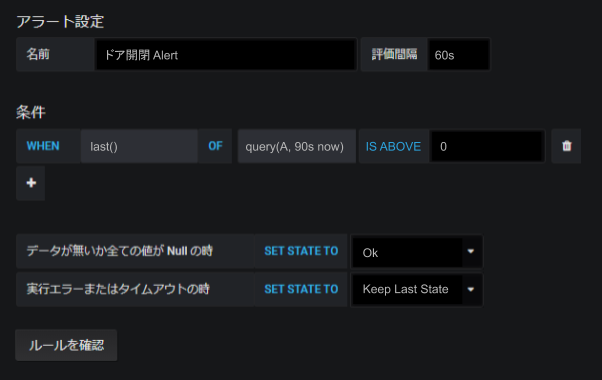 アラート設定
名前 ドア開閉 Alert 評価間隔 60s
条件
WHEN last() OF query(A, 90s now) IS ABOVE 0
データが無いか全ての値が Null の時 SET STATE TO Ok
実行エラーまたはタイムアウトの時 SET STATE TO Keep Last State
ルールを確認